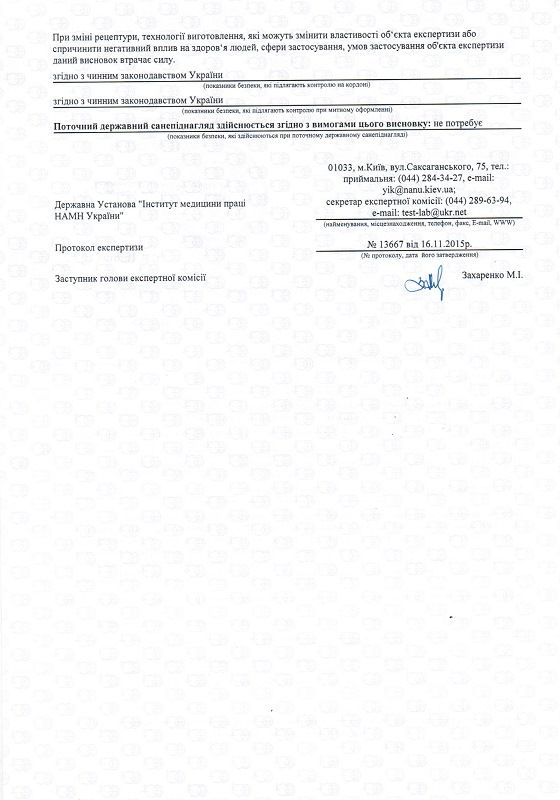 При зміні рецептури, технології виготовлення, які можуть змінити властивості об'єкта експертизи або
спричинити негативний вплив на здоров'я людей, сфери застосування, умов застосування об'єкта експертизи
даний висновок втрачає силу.
згідно з чинним законодавством України
(показники безпеки, які підлягають контролю на кордоні)
згідно з чинним законодавством України
(показники безпеки, які підлягають контролю при митному оформленні)
Поточний державний санепіднагляд здійснюється згідно з вимогами цього висновку: не потребує
(показники безпеки, які здійснюються при поточному державному санепіднагляді)
01033, м.Київ, вул.Саксаганського, 75, тел.:
приймальня: (044) 284-34-27, e-mail:
yik@nanu.kiev.ua;
секретар експертної комісії: (044) 289-63-94,
e-mail: test-lab@ukr.net
(найменування, місцезнаходження, телефон, факс, E-mail, WWW)
Державна Установа "Інститут медицини праці
НАМН України"
Протокол експертизи
№ 13667 від 16.11.2015р.
(№ протоколу, дата його затвердження)
Заступник голови експертної комісії
Захаренко М.І.